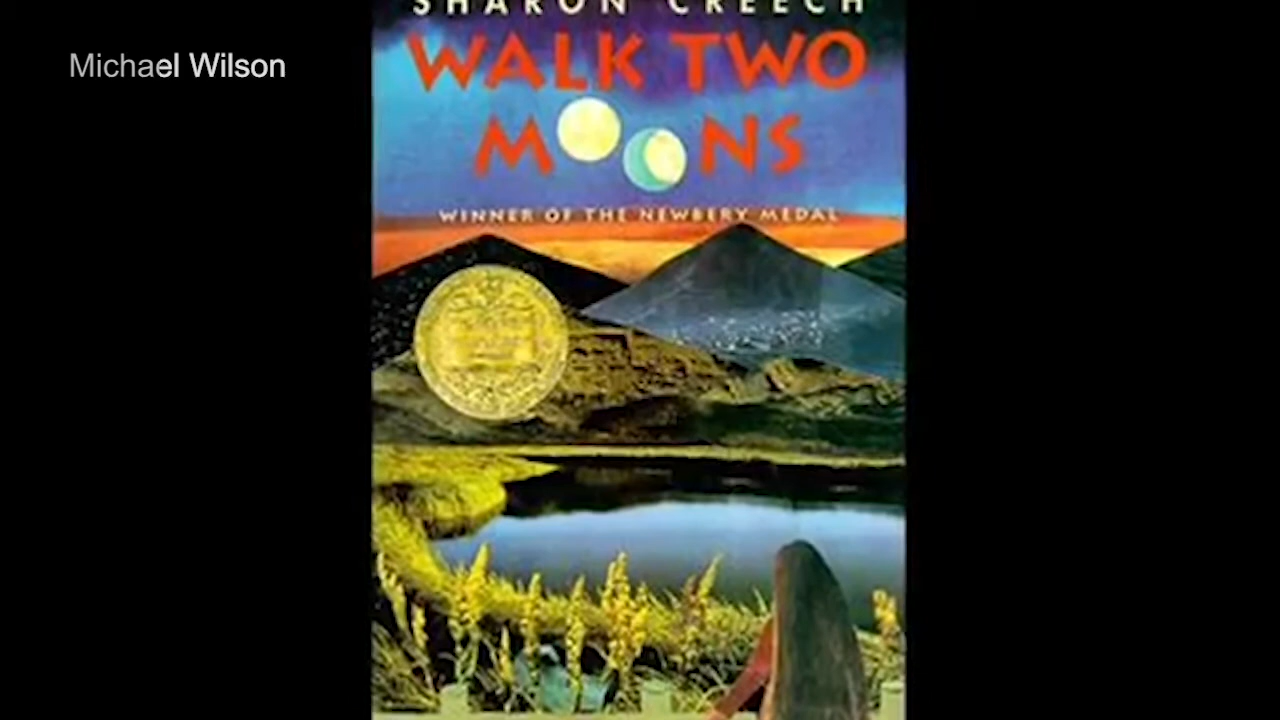 Michael Wilson
SHARON CREECH
WALK TWO
MOONS
WINNER OF THE NEWBERY MEDAL